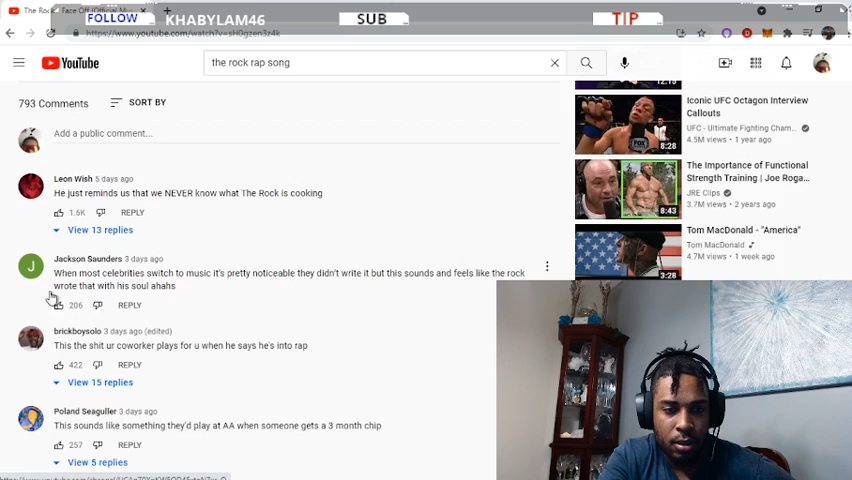 The Rock, Face Off (Official Mu
FOLLOW KHABYLAM46 SUB TIP
https://www.youtube.com/watch?v=sH0gzen3z4k
YouTube
the rock rap song
793 Comments SORT BY
Add a public comment...
Leon Wish 5 days ago
He just reminds us that we NEVER know what The Rock is cooking
1.6K REPLY
View 13 replies
J
Jackson Saunders 3 days ago
When most celebrities switch to music it's pretty noticeable they didn't write it but this sounds and feels like the rock
wrote that with his soul ahahs
206 REPLY
brickboysolo 3 days ago (edited)
This the shit ur coworker plays for u when he says he's into rap
422 REPLY
View 15 replies
Poland Seaguller 3 days ago
This sounds like something they'd play at AA when someone gets a 3 month chip
257 REPLY
View 5 replies
12:15
Iconic UFC Octagon Interview
Callouts
UFC - Ultimate Fighting Cham...
4.5M views • 1 year ago
FOX
8:28
The Importance of Functional
Strength Training | Joe Roga...
JRE Clips
3.7M views • 2 years ago
8:43
Tom MacDonald - "America"
Tom MacDonald
4.7M views • 1 week ago
3:28